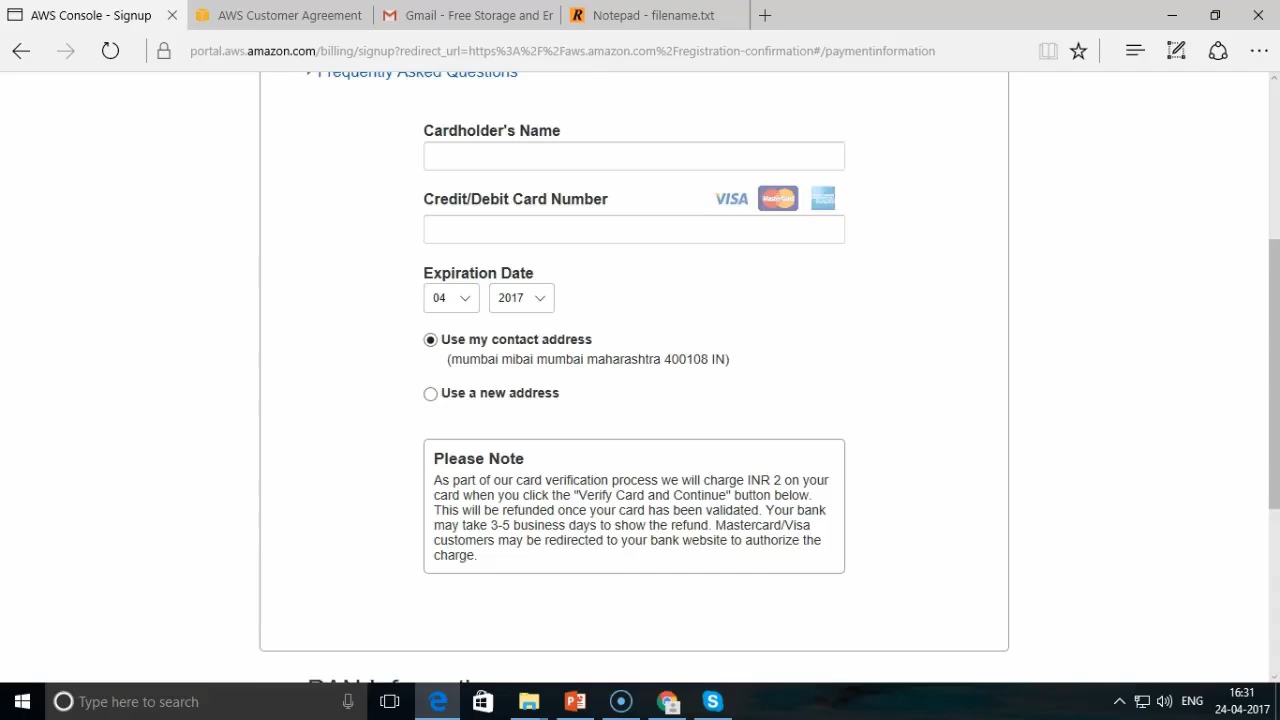 AWS Console - Signup
AWS Customer Agreement
Gmail - Free Storage and Er
Notepad - filename.txt
portal.aws.amazon.com/billing/signup?redirect_url=https%3A%2F%2Faws.amazon.com%2Fregistration-confirmation#/paymentinformation
Frequently Asked Questions
Cardholder's Name
Credit/Debit Card Number
VISA
MasterCard
Expiration Date
04
2017
Use my contact address
(mumbai mibai mumbai maharashtra 400108 IN)
Use a new address
Please Note
As part of our card verification process we will charge INR 2 on your
card when you click the "Verify Card and Continue" button below.
This will be refunded once your card has been validated. Your bank
may take 3-5 business days to show the refund. Mastercard/Visa
customers may be redirected to your bank website to authorize the
charge.
Type here to search
ENG
16:31
24-04-2017